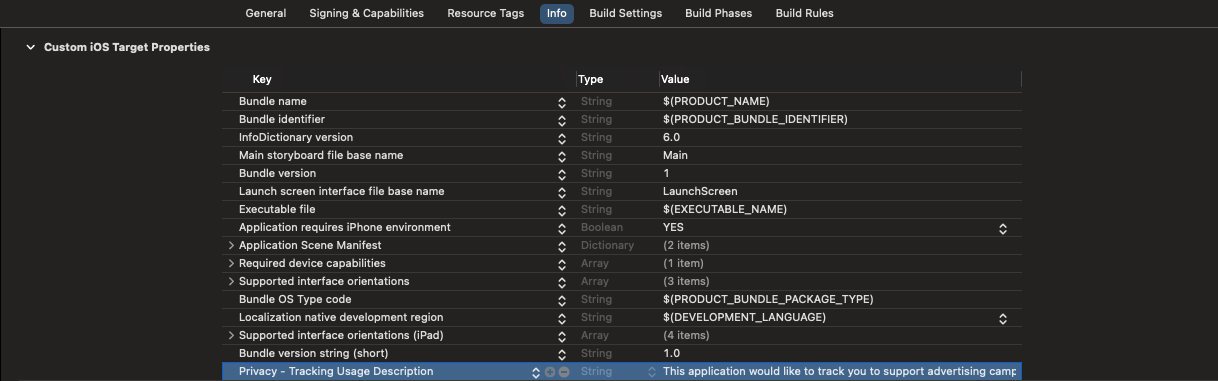 General Signing & Capabilities Resource Tags Info Build Settings Build Phases Build Rules
Custom iOS Target Properties
Key Type Value
Bundle name String $(PRODUCT_NAME)
Bundle identifier String $(PRODUCT_BUNDLE_IDENTIFIER)
InfoDictionary version String 6.0
Main storyboard file base name String Main
Bundle version String 1
Launch screen interface file base name String LaunchScreen
Executable file String $(EXECUTABLE_NAME)
Application requires iPhone environment Boolean YES
Application Scene Manifest Dictionary (2 items)
Required device capabilities Array (1 item)
Supported interface orientations Array (3 items)
Bundle OS Type code String $(PRODUCT_BUNDLE_PACKAGE_TYPE)
Localization native development region String $(DEVELOPMENT_LANGUAGE)
Supported interface orientations (iPad) Array (4 items)
Bundle version string (short) String 1.0
Privacy - Tracking Usage Description String This application would like to track you to support advertising camp